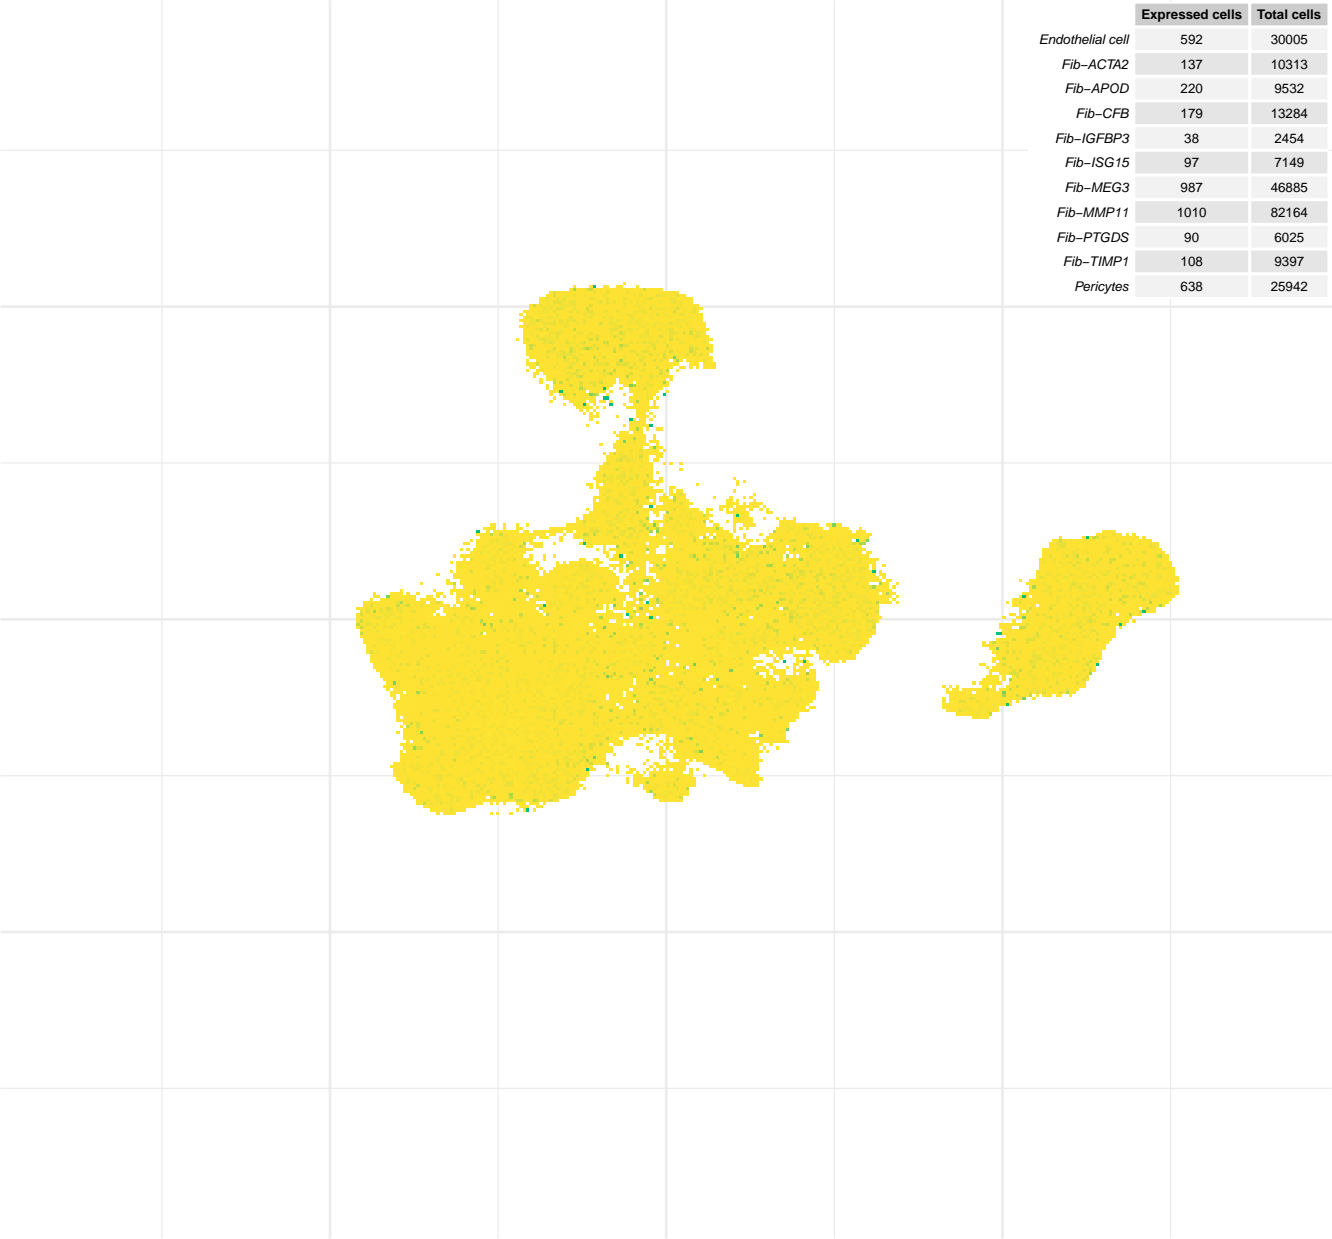 Expressed cells Total cells
Endothelial cell 592 30005
Fib−ACTA2 137 10313
Fib−APOD 220 9532
Fib−CFB 179 13284
Fib−IGFBP3 38 2454
Fib−ISG15 97 7149
Fib−MEG3 987 46885
Fib−MMP11 1010 82164
Fib−PTGDS 90 6025
Fib−TIMP1 108 9397
Pericytes 638 25942